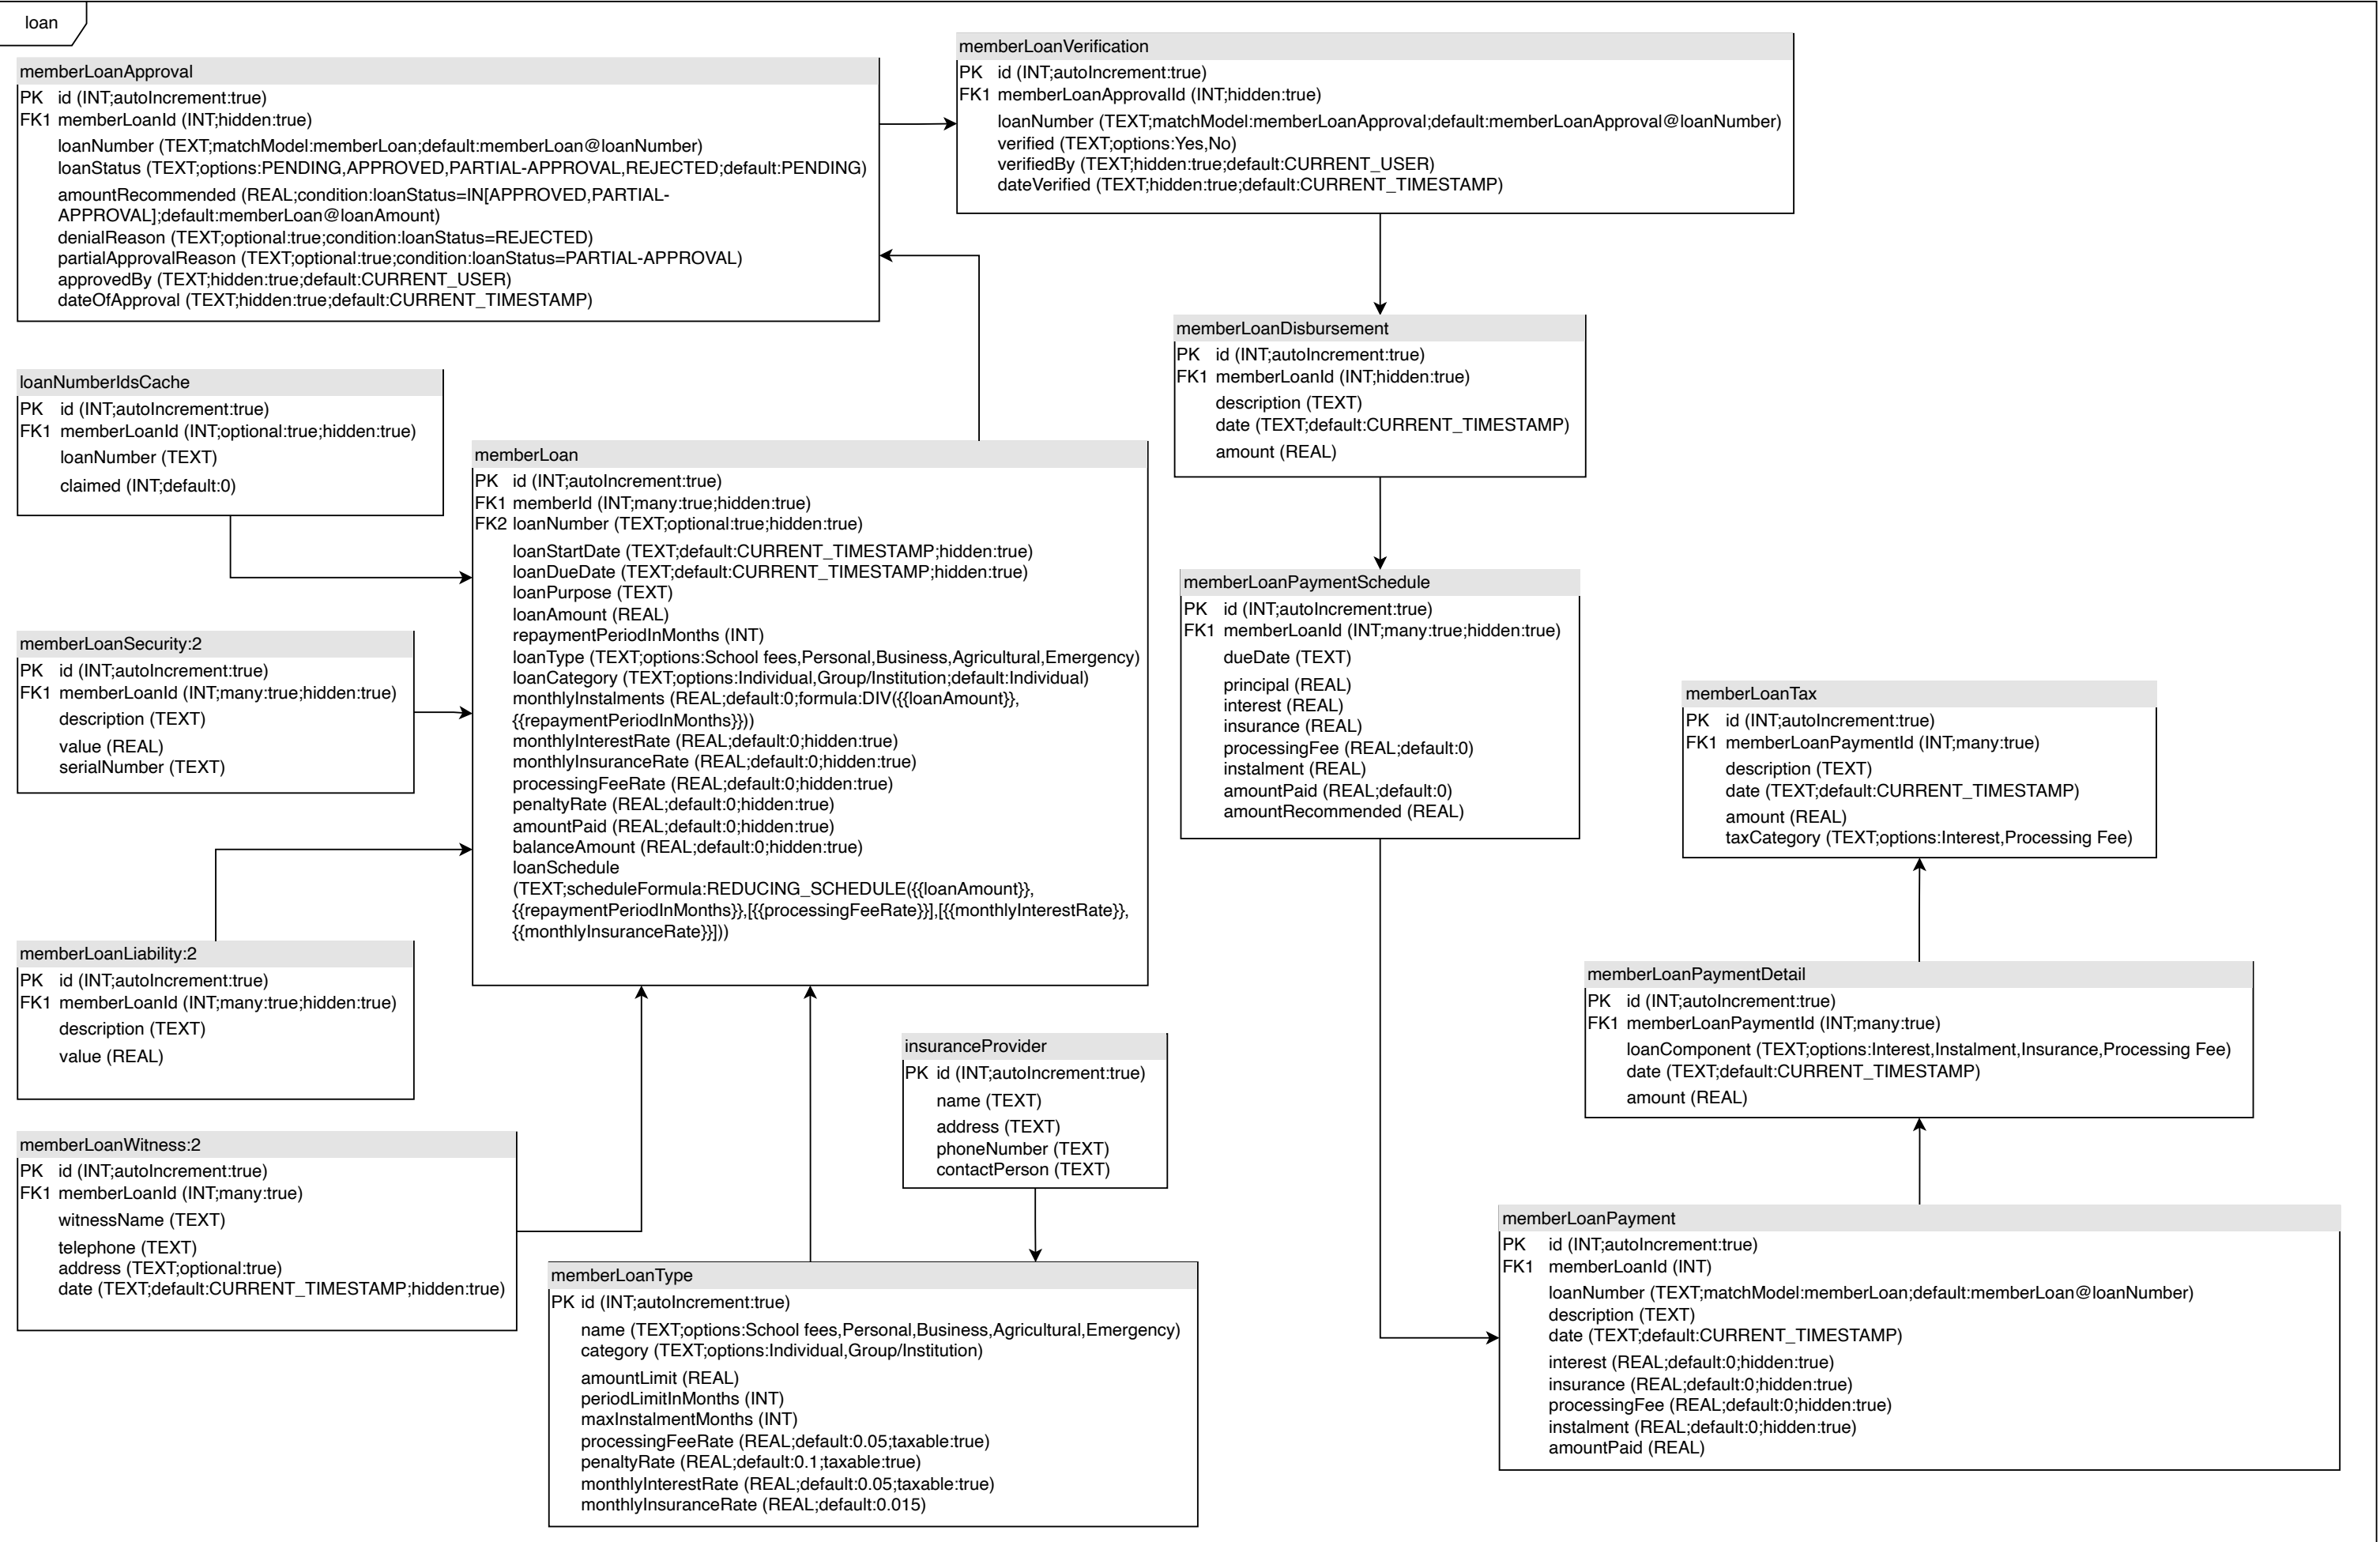 loan
memberLoanApproval
PK id (INT;autoIncrement:true)
FK1 memberLoanId (INT;hidden:true)
loanNumber (TEXT;matchModel:memberLoan;default:memberLoan@loanNumber)
loanStatus (TEXT;options:PENDING,APPROVED,PARTIAL-APPROVAL,REJECTED;default:PENDING)
amountRecommended (REAL;condition:loanStatus=IN[APPROVED,PARTIAL-
APPROVAL];default:memberLoan@loanAmount)
denialReason (TEXT;optional:true;condition:loanStatus=REJECTED)
partialApprovalReason (TEXT;optional:true;condition:loanStatus=PARTIAL-APPROVAL)
approvedBy (TEXT;hidden:true;default:CURRENT_USER)
dateOfApproval (TEXT;hidden:true;default:CURRENT_TIMESTAMP)
memberLoanVerification
PK id (INT;autoIncrement:true)
FK1 memberLoanApprovalId (INT;hidden:true)
loanNumber (TEXT;matchModel:memberLoanApproval;default:memberLoanApproval@loanNumber)
verified (TEXT;options:Yes,No)
verifiedBy (TEXT;hidden:true;default:CURRENT_USER)
dateVerified (TEXT;hidden:true;default:CURRENT_TIMESTAMP)
memberLoanDisbursement
PK id (INT;autoIncrement:true)
FK1 memberLoanId (INT;hidden:true)
description (TEXT)
date (TEXT;default:CURRENT_TIMESTAMP)
amount (REAL)
loanNumberIdsCache
PK id (INT;autoIncrement:true)
FK1 memberLoanId (INT;optional:true;hidden:true)
loanNumber (TEXT)
claimed (INT;default:0)
memberLoan
PK id (INT;autoIncrement:true)
FK1 memberId (INT;many:true;hidden:true)
FK2 loanNumber (TEXT;optional:true;hidden:true)
loanStartDate (TEXT;default:CURRENT_TIMESTAMP;hidden:true)
loanDueDate (TEXT;default:CURRENT_TIMESTAMP;hidden:true)
loanPurpose (TEXT)
loanAmount (REAL)
repaymentPeriodInMonths (INT)
loanType (TEXT;options:School fees,Personal,Business,Agricultural,Emergency)
loanCategory (TEXT;options:Individual,Group/Institution;default:Individual)
monthlyInstalments (REAL;default:0;formula:DIV({{loanAmount}},
{{repaymentPeriodInMonths}}))
monthlyInterestRate (REAL;default:0;hidden:true)
monthlyInsuranceRate (REAL;default:0;hidden:true)
processingFeeRate (REAL;default:0;hidden:true)
penaltyRate (REAL;default:0;hidden:true)
amountPaid (REAL;default:0;hidden:true)
balanceAmount (REAL;default:0;hidden:true)
loanSchedule
(TEXT;scheduleFormula:REDUCING_SCHEDULE({{loanAmount}},
{{repaymentPeriodInMonths}},[{{processingFeeRate}}],[{{monthlyInterestRate}},
{{monthlyInsuranceRate}}]))
memberLoanPaymentSchedule
PK id (INT;autoIncrement:true)
FK1 memberLoanId (INT;many:true;hidden:true)
dueDate (TEXT)
principal (REAL)
interest (REAL)
insurance (REAL)
processingFee (REAL;default:0)
instalment (REAL)
amountPaid (REAL;default:0)
amountRecommended (REAL)
memberLoanSecurity:2
PK id (INT;autoIncrement:true)
FK1 memberLoanId (INT;many:true;hidden:true)
description (TEXT)
value (REAL)
serialNumber (TEXT)
memberLoanTax
PK id (INT;autoIncrement:true)
FK1 memberLoanPaymentId (INT;many:true)
description (TEXT)
date (TEXT;default:CURRENT_TIMESTAMP)
amount (REAL)
taxCategory (TEXT;options:Interest,Processing Fee)
memberLoanLiability:2
PK id (INT;autoIncrement:true)
FK1 memberLoanId (INT;many:true;hidden:true)
description (TEXT)
value (REAL)
memberLoanPaymentDetail
PK id (INT;autoIncrement:true)
FK1 memberLoanPaymentId (INT;many:true)
loanComponent (TEXT;options:Interest,Instalment,Insurance,Processing Fee)
date (TEXT;default:CURRENT_TIMESTAMP)
amount (REAL)
insuranceProvider
PK id (INT;autoIncrement:true)
name (TEXT)
address (TEXT)
phoneNumber (TEXT)
contactPerson (TEXT)
memberLoanWitness:2
PK id (INT;autoIncrement:true)
FK1 memberLoanId (INT;many:true)
witnessName (TEXT)
telephone (TEXT)
address (TEXT;optional:true)
date (TEXT;default:CURRENT_TIMESTAMP;hidden:true)
memberLoanType
PK id (INT;autoIncrement:true)
name (TEXT;options:School fees,Personal,Business,Agricultural,Emergency)
category (TEXT;options:Individual,Group/Institution)
amountLimit (REAL)
periodLimitInMonths (INT)
maxInstalmentMonths (INT)
processingFeeRate (REAL;default:0.05;taxable:true)
penaltyRate (REAL;default:0.1;taxable:true)
monthlyInterestRate (REAL;default:0.05;taxable:true)
monthlyInsuranceRate (REAL;default:0.015)
memberLoanPayment
PK id (INT;autoIncrement:true)
FK1 memberLoanId (INT)
loanNumber (TEXT;matchModel:memberLoan;default:memberLoan@loanNumber)
description (TEXT)
date (TEXT;default:CURRENT_TIMESTAMP)
interest (REAL;default:0;hidden:true)
insurance (REAL;default:0;hidden:true)
processingFee (REAL;default:0;hidden:true)
instalment (REAL;default:0;hidden:true)
amountPaid (REAL)